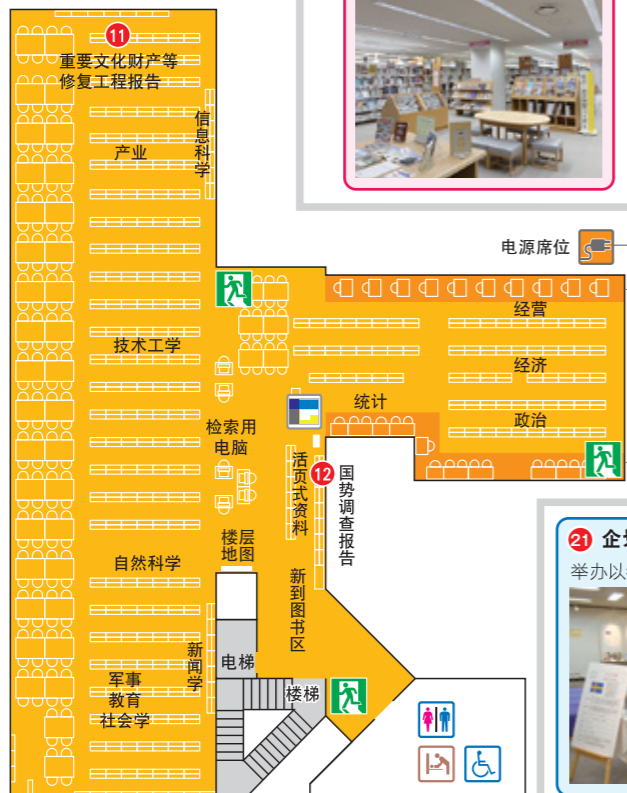 11
重要文化财产等
修复工程报告
信息科学
产业
电源席位
经营
技术工学
经济
统计
政治
检索用
电脑
活页式资料
12
国势调查报告
楼层
地图
21 企
举办以
自然科学
新到图书区
新闻学
电梯
军事
教育
社会学
楼梯